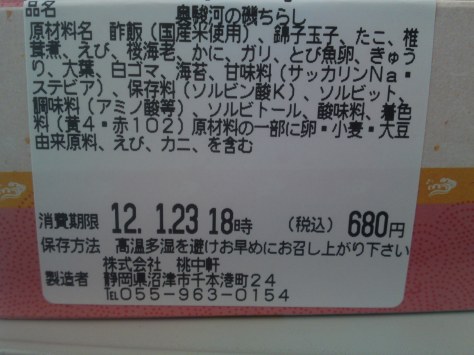 品名 奥駿河の磯ちらし
原材料名 酢飯(国産米使用)、錦子玉子、たこ、椎
茸煮、えび、桜海老、かに、ガリ、とび魚卵、きゅう
り、大葉、白ゴマ、海苔、甘味料(サッカリンNa・
ステビア)、保存料(ソルビン酸K)、ソルビット、
調味料(アミノ酸等)、ソルビトール、酸味料、着色
料(黄4・赤102)原材料の一部に卵・小麦・大豆
由来原料、えび、カニ、を含む
消費期限 12. 1.23 18時 (税込) 680円
保存方法 高温多湿を避けお早めにお召し上がり下さい
株式会社 桃中軒
製造者 静岡県沼津市千本港町24
℡055-963-0154